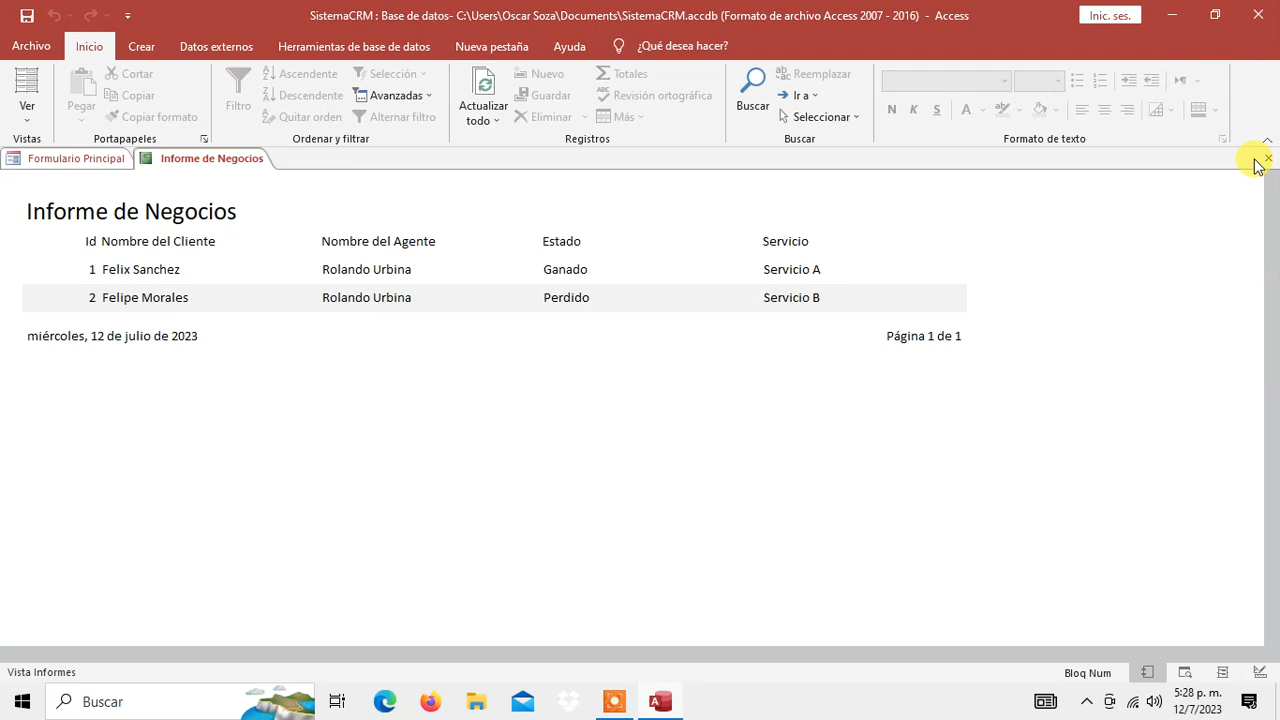 SistemaCRM : Base de datos- C:\Users\Oscar Soza\Documents\SistemaCRM.accdb (Formato de archivo Access 2007 - 2016) - Access
Inic. ses.
Archivo Inicio Crear Datos externos Herramientas de base de datos Nueva pestaña Ayuda ¿Qué desea hacer?
Cortar Ascendente Selección Nuevo Totales Reemplazar
Copiar Descendente Avanzadas Guardar Revisión ortográfica Ir a
Ver Pegar Filtro Actualizar todo Buscar
Copiar formato Quitar orden Alternar filtro Eliminar Más Seleccionar
N K S A
Vistas Portapapeles Ordenar y filtrar Registros Buscar Formato de texto
Formulario Principal Informe de Negocios
Informe de Negocios
Id Nombre del Cliente Nombre del Agente Estado Servicio
1 Felix Sanchez Rolando Urbina Ganado Servicio A
2 Felipe Morales Rolando Urbina Perdido Servicio B
miércoles, 12 de julio de 2023 Página 1 de 1
Vista Informes Bloq Num
Buscar
5:28 p. m.
12/7/2023